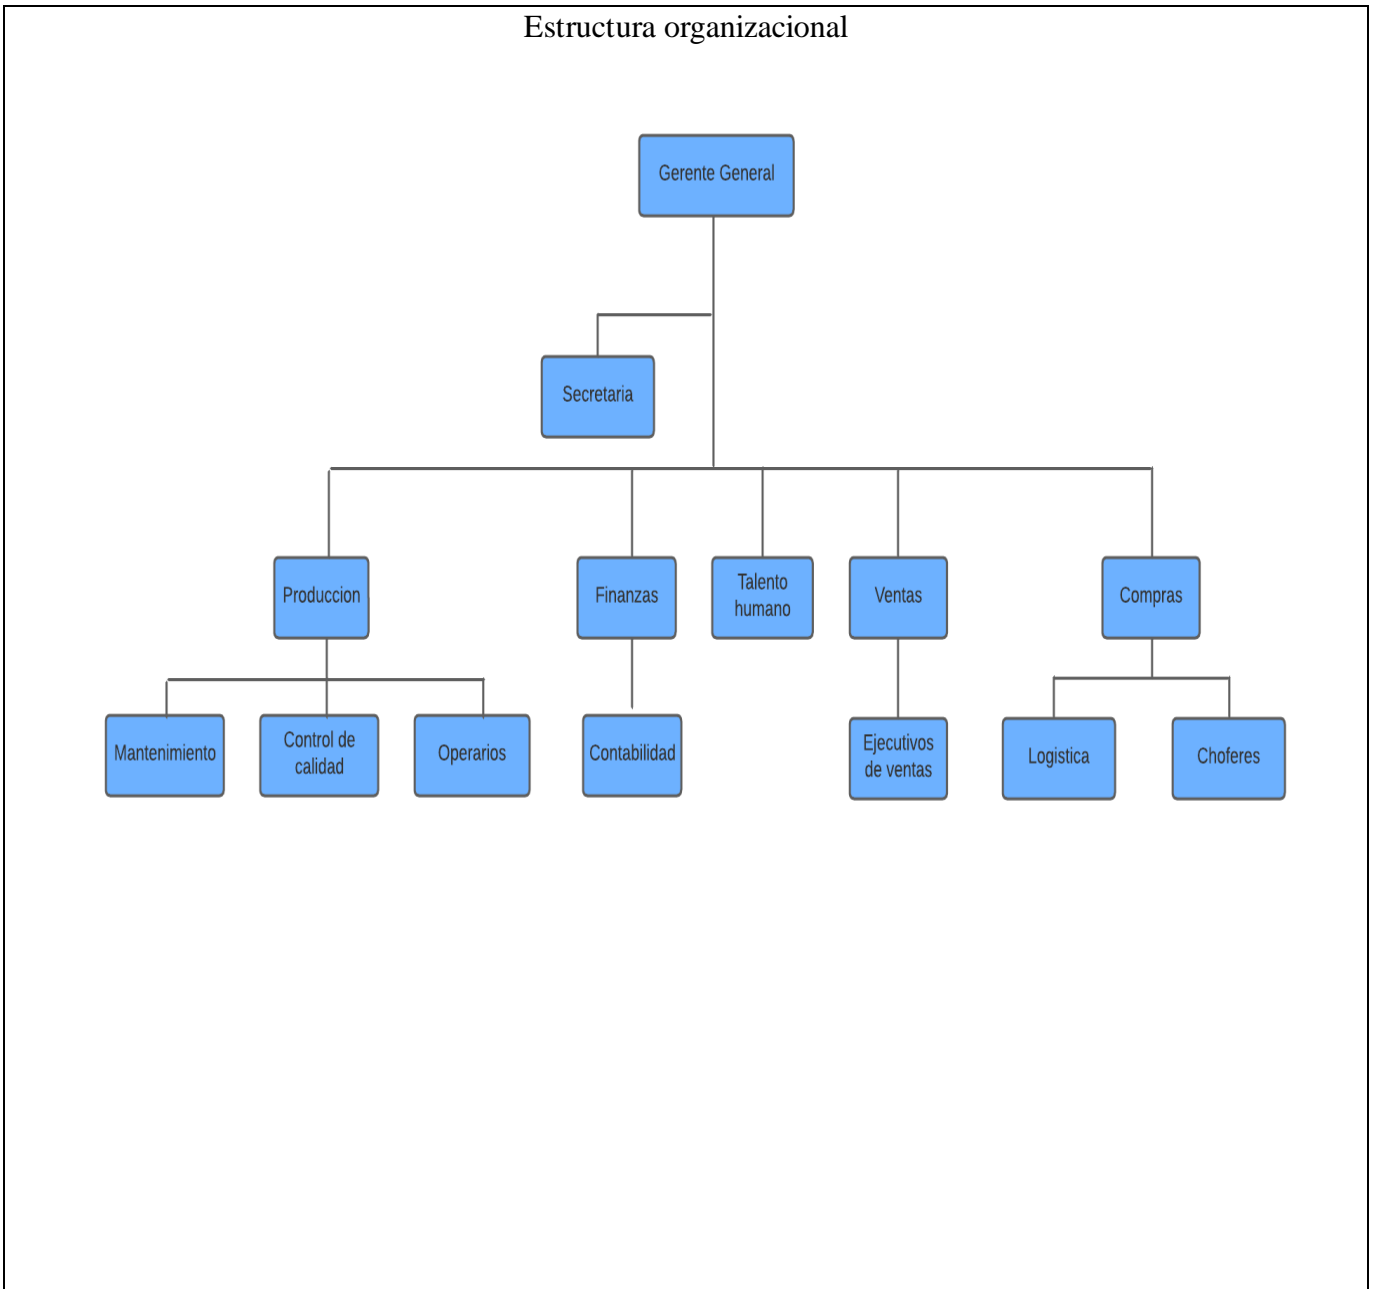 Estructura organizacional
Gerente General
Secretaria
Produccion
Finanzas
Talento
humano
Ventas
Compras
Mantenimiento
Control de
calidad
Operarios
Contabilidad
Ejecutivos
de ventas
Logistica
Choferes